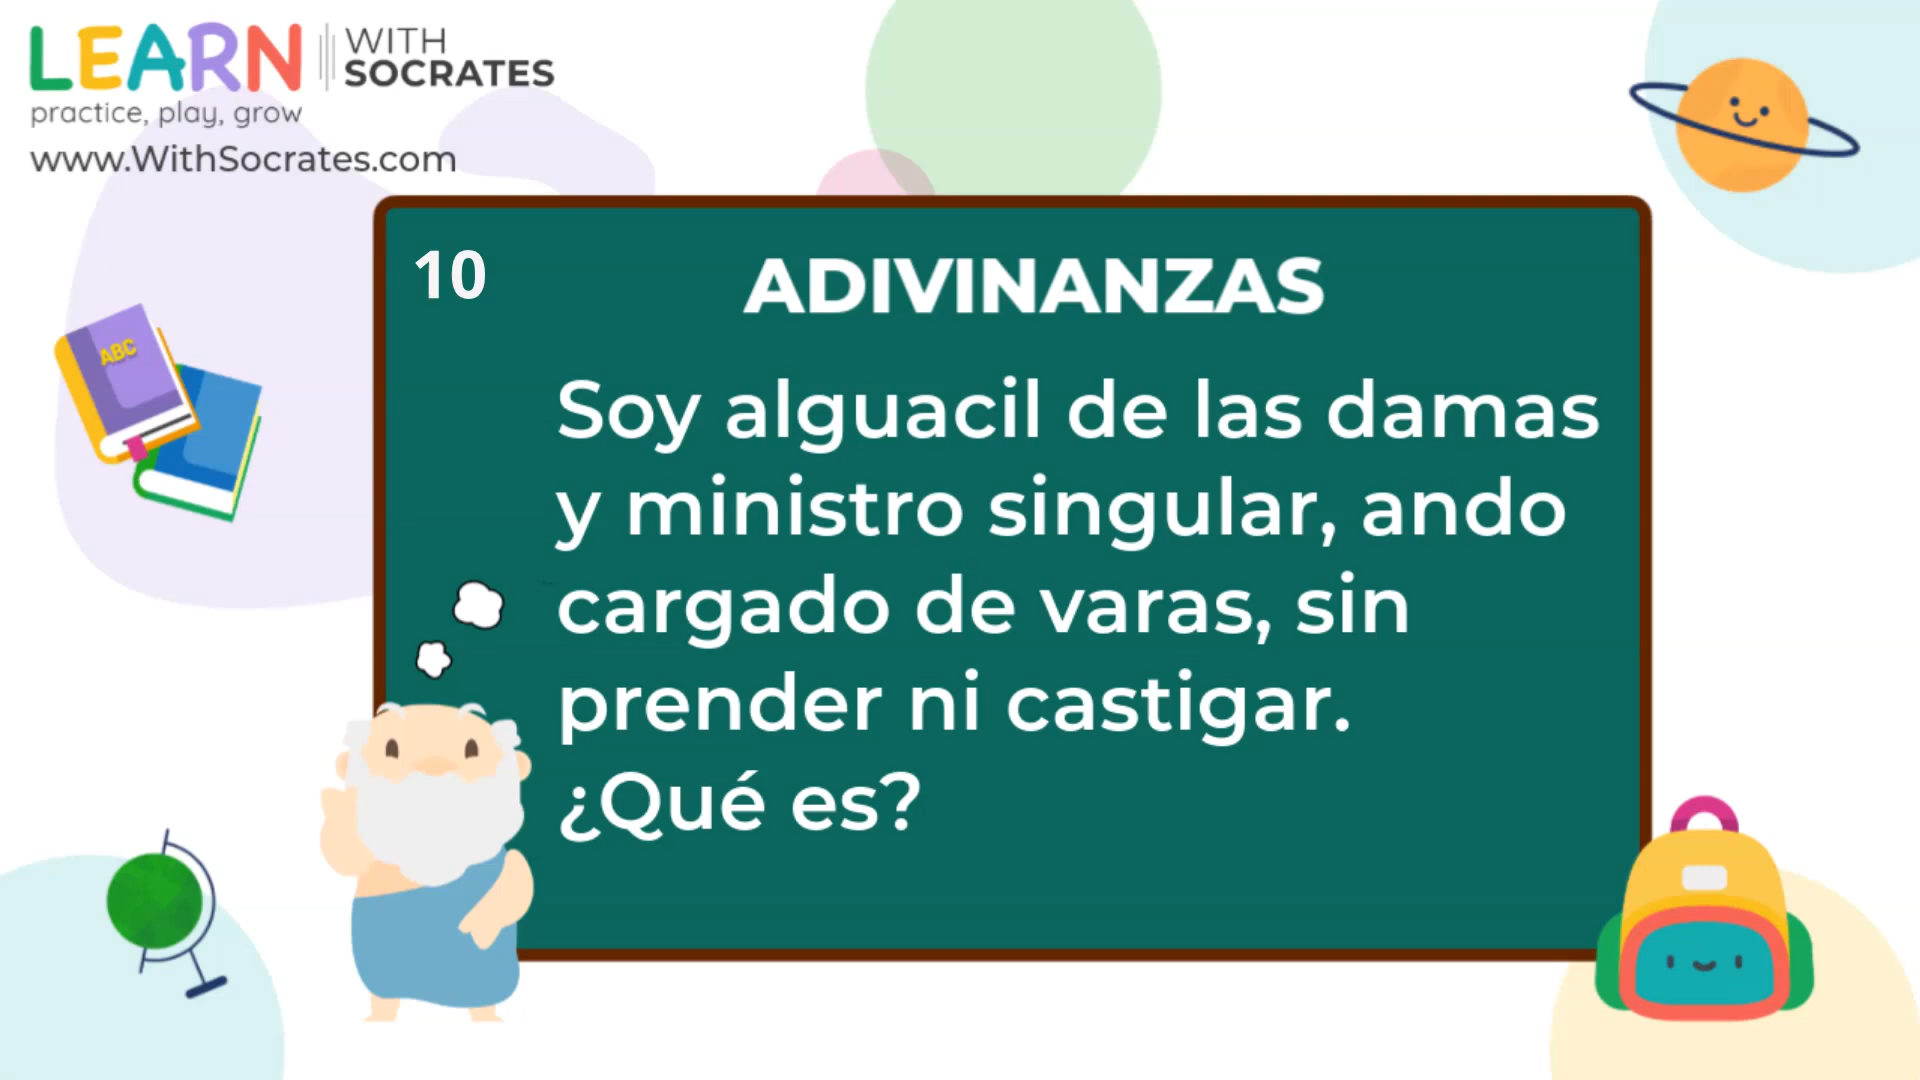 LEARN WITH SOCRATES
practice, play, grow
www.WithSocrates.com
10
ADIVINANZAS
Soy alguacil de las damas
y ministro singular, ando
cargado de varas, sin
prender ni castigar.
¿Qué es?
ABC